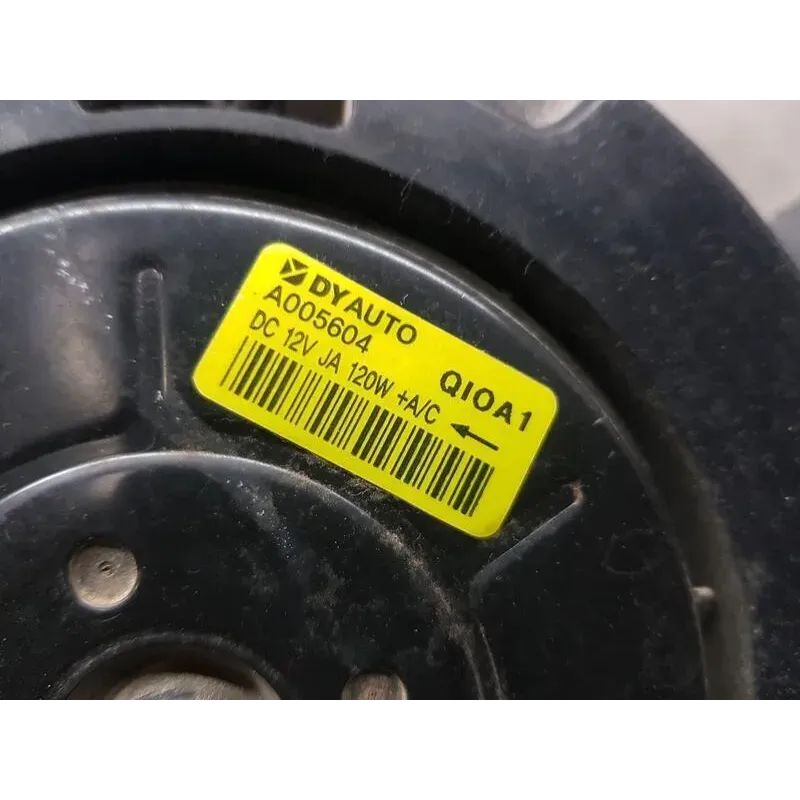 DYAUTO
A005604
DC 12V JA 120W +A/C
QIOA1